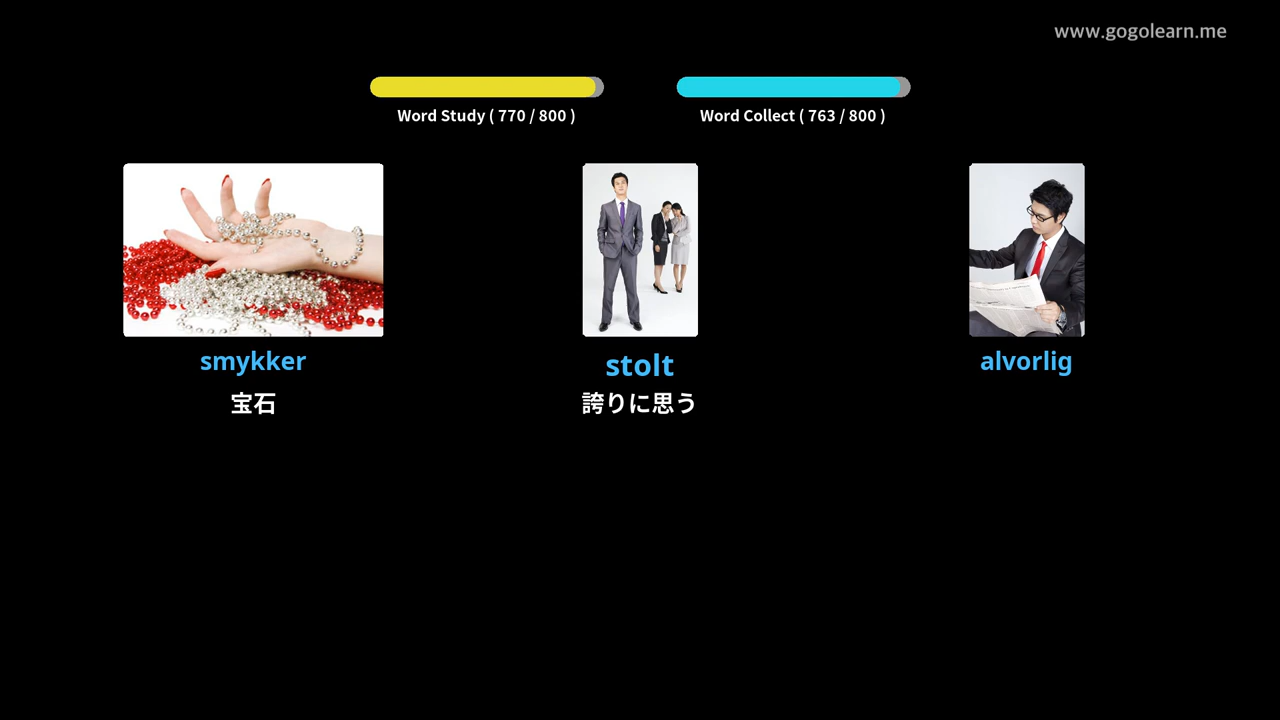 www.gogolearn.me
Word Study ( 770 / 800 )
Word Collect ( 763 / 800 )
smykker
stolt
alvorlig
宝石
誇りに思う